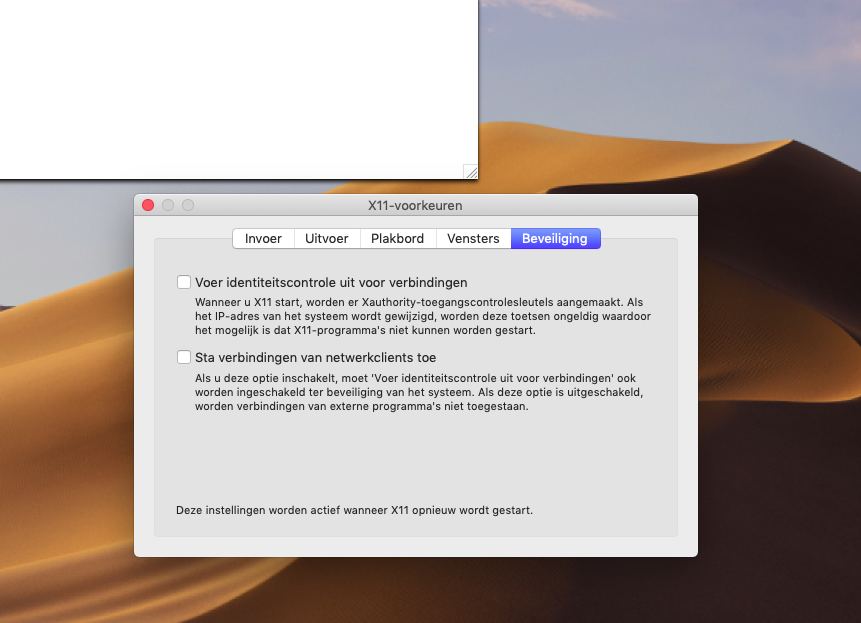 X11-voorkeuren
Invoer Uitvoer Plakbord Vensters Beveiliging
Voer identiteitscontrole uit voor verbindingen
Wanneer u X11 start, worden er Xauthority-toegangscontrolesleutels aangemaakt. Als
het IP-adres van het systeem wordt gewijzigd, worden deze toetsen ongeldig waardoor
het mogelijk is dat X11-programma's niet kunnen worden gestart.
Sta verbindingen van netwerkclients toe
Als u deze optie inschakelt, moet 'Voer identiteitscontrole uit voor verbindingen' ook
worden ingeschakeld ter beveiliging van het systeem. Als deze optie is uitgeschakeld,
worden verbindingen van externe programma's niet toegestaan.
Deze instellingen worden actief wanneer X11 opnieuw wordt gestart.